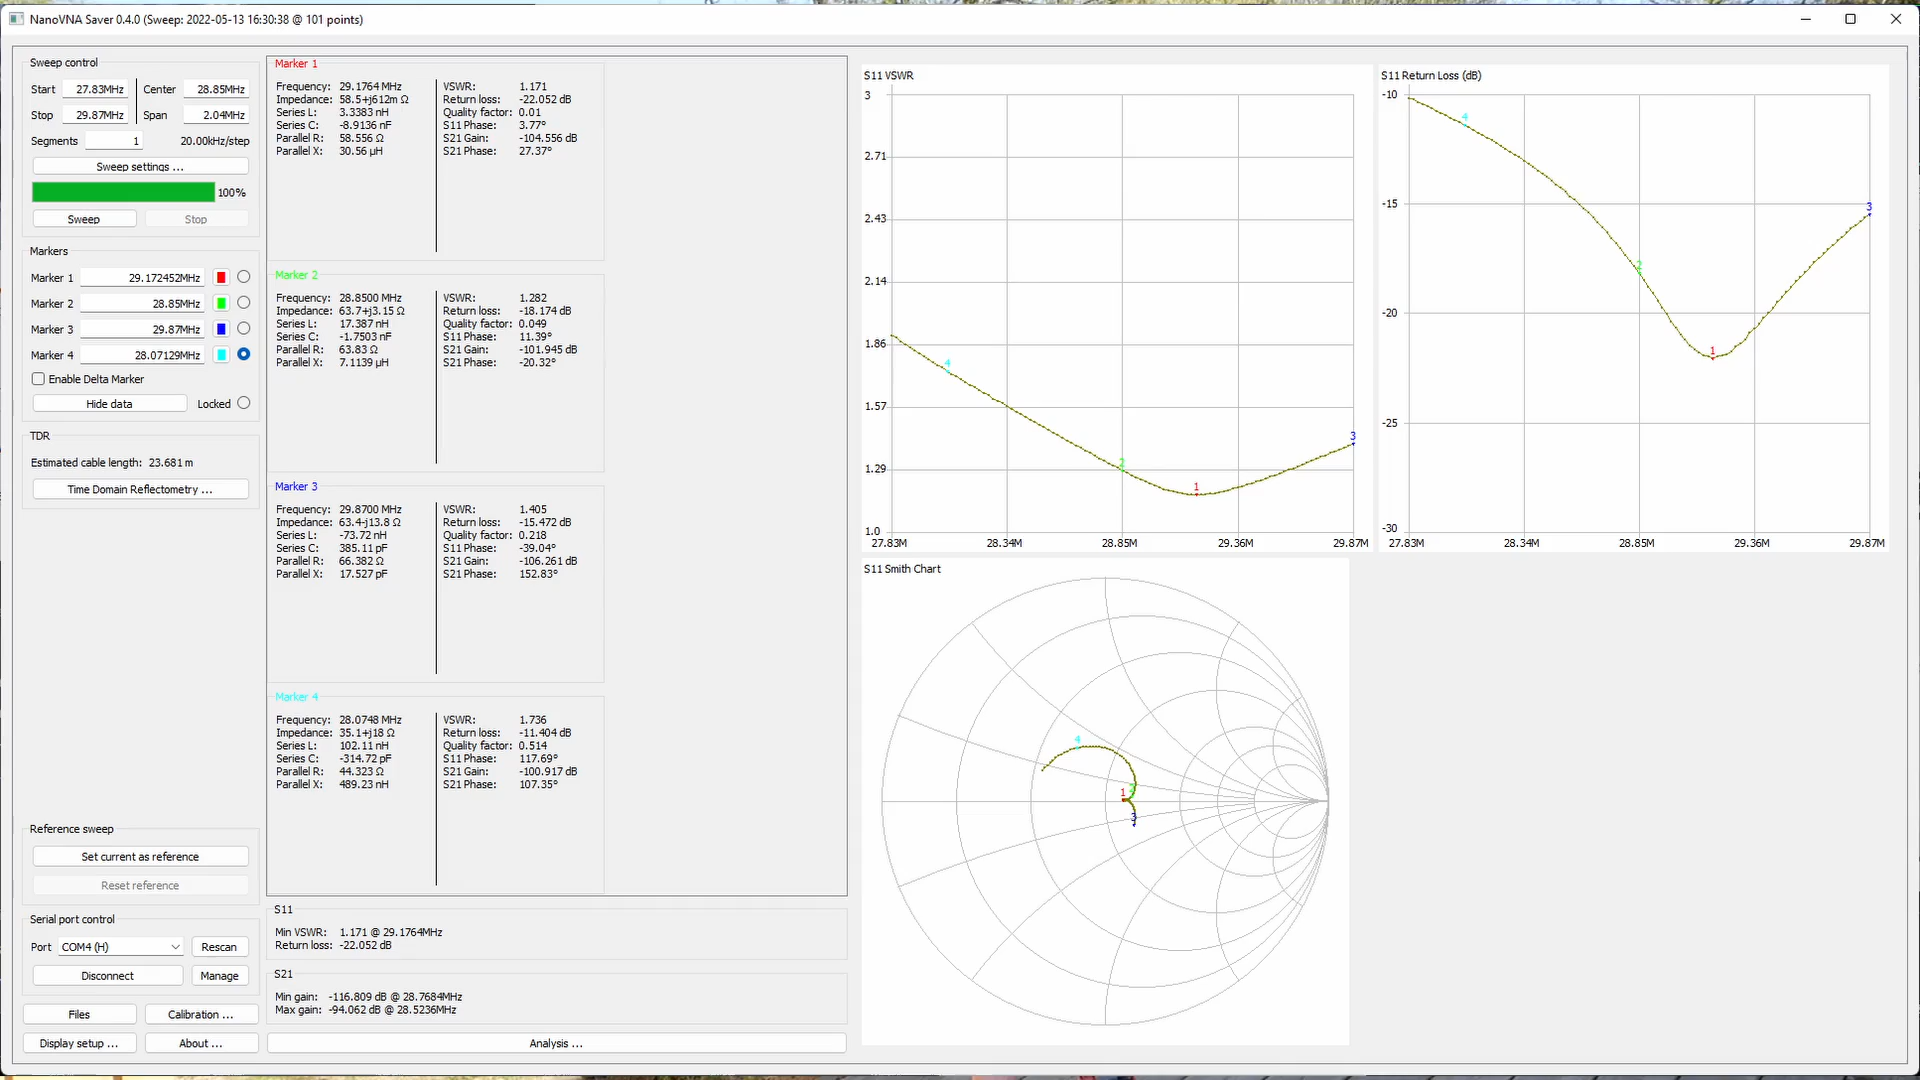 NanoVNA Saver 0.4.0 (Sweep: 2022-05-13 16:30:38 @ 101 points)
Sweep control
Start 27.83MHz Center 28.85MHz
Stop 29.87MHz Span 2.04MHz
Segments 1 20.00kHz/step
Sweep settings ...
100%
Sweep Stop
Markers
Marker 1 29.172452MHz
Marker 2 28.85MHz
Marker 3 29.87MHz
Marker 4 28.07129MHz
Enable Delta Marker
Hide data Locked
TDR
Estimated cable length: 23.681 m
Time Domain Reflectometry ...
Reference sweep
Set current as reference
Reset reference
Serial port control
Port COM4 (H) Rescan
Disconnect Manage
Files Calibration ...
Display setup ... About ...
Marker 1
Frequency: 29.1764 MHz VSWR: 1.171
Impedance: 58.5+j612m Ω Return loss: -22.052 dB
Series L: 3.3383 nH Quality factor: 0.01
Series C: -8.9136 nF S11 Phase: 3.77°
Parallel R: 58.556 Ω S21 Gain: -104.556 dB
Parallel X: 30.56 µH S21 Phase: 27.37°
Marker 2
Frequency: 28.8500 MHz VSWR: 1.282
Impedance: 63.7+j3.15 Ω Return loss: -18.174 dB
Series L: 17.387 nH Quality factor: 0.049
Series C: -1.7503 nF S11 Phase: 11.39°
Parallel R: 63.83 Ω S21 Gain: -101.945 dB
Parallel X: 7.1139 µH S21 Phase: -20.32°
Marker 3
Frequency: 29.8700 MHz VSWR: 1.405
Impedance: 63.4-j13.8 Ω Return loss: -15.472 dB
Series L: -73.72 nH Quality factor: 0.218
Series C: 385.11 pF S11 Phase: -39.04°
Parallel R: 66.382 Ω S21 Gain: -106.261 dB
Parallel X: 17.527 pF S21 Phase: 152.83°
Marker 4
Frequency: 28.0748 MHz VSWR: 1.736
Impedance: 35.1+j18 Ω Return loss: -11.404 dB
Series L: 102.11 nH Quality factor: 0.514
Series C: -314.72 pF S11 Phase: 117.69°
Parallel R: 44.323 Ω S21 Gain: -100.917 dB
Parallel X: 489.23 nH S21 Phase: 107.35°
S11
Min VSWR: 1.171 @ 29.1764MHz
Return loss: -22.052 dB
S21
Min gain: -116.809 dB @ 28.7684MHz
Max gain: -94.062 dB @ 28.5236MHz
Analysis ...
S11 VSWR
3
2.71
2.43
2.14
1.86
1.57
1.29
1.0
4
2
1
3
27.83M 28.34M 28.85M 29.36M 29.87M
S11 Return Loss (dB)
-10
-15
-20
-25
-30
4
3
2
1
27.83M 28.34M 28.85M 29.36M 29.87M
S11 Smith Chart
4
2
1
3